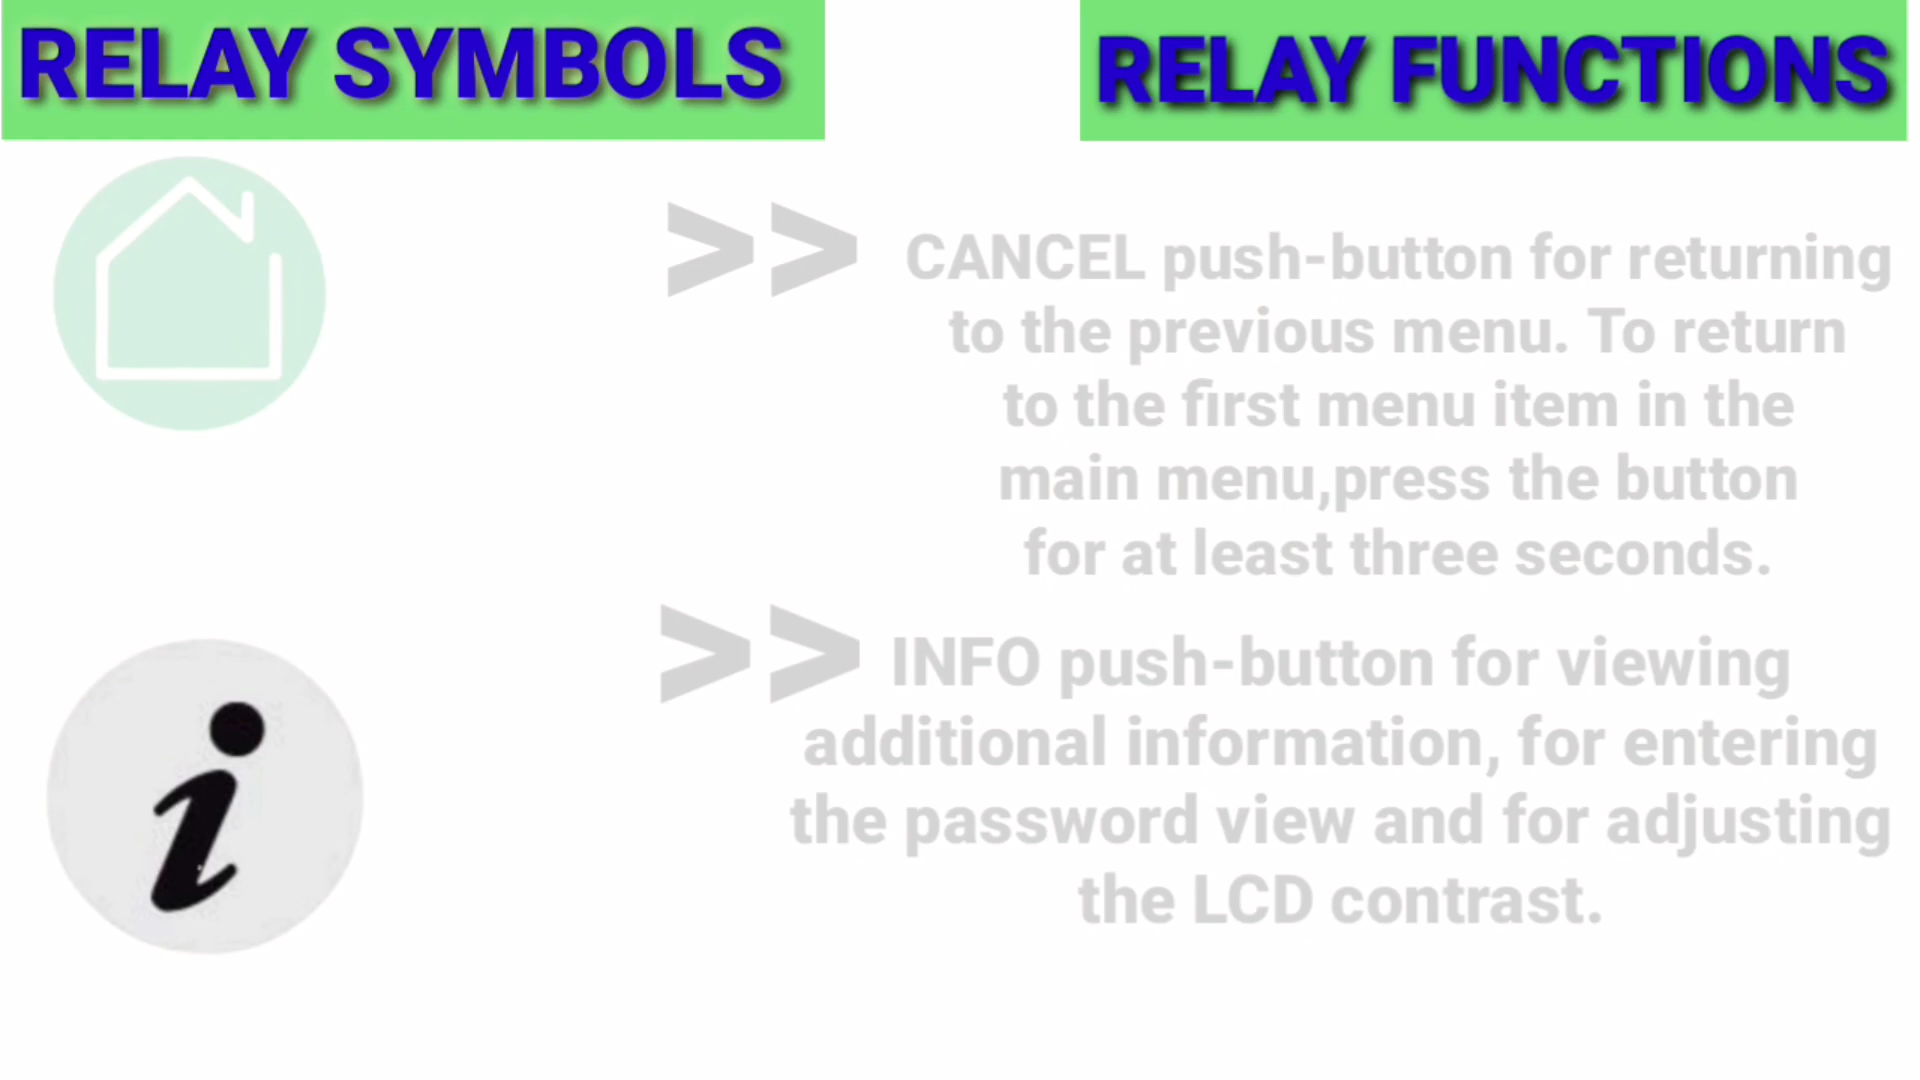 RELAY SYMBOLS
RELAY FUNCTIONS
>> CANCEL push-button for returning
to the previous menu. To return
to the first menu item in the
main menu,press the button
for at least three seconds.
i
>> INFO push-button for viewing
additional information, for entering
the password view and for adjusting
the LCD contrast.